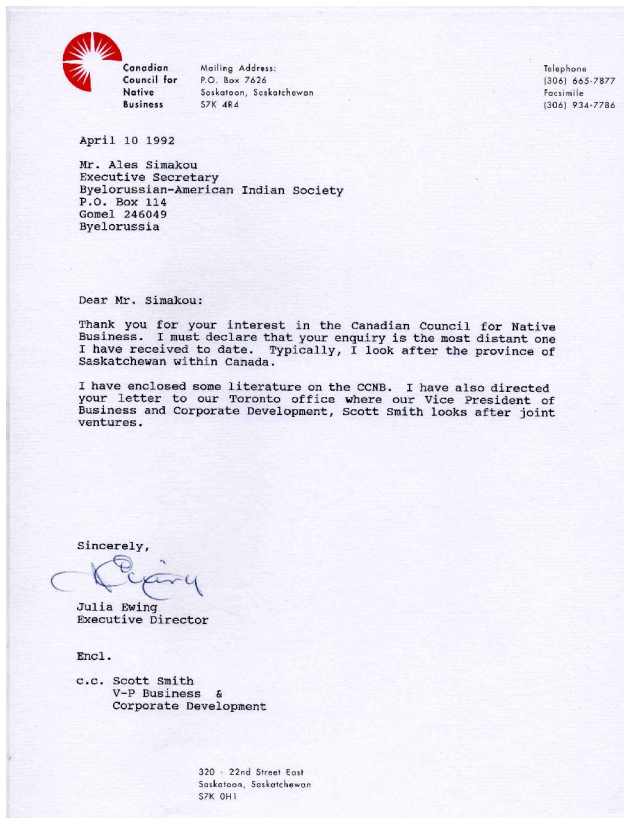 Canadian
Council for
Native
Business
Mailing Address:
P.O. Box 7626
Saskatoon, Saskatchewan
S7K 4R4
Telephone
(306) 665-7877
Facsimile
(306) 934-7786
April 10 1992
Mr. Ales Simakou
Executive Secretary
Byelorussian-American Indian Society
P.O. Box 114
Gomel 246049
Byelorussia
Dear Mr. Simakou:
Thank you for your interest in the Canadian Council for Native
Business. I must declare that your enquiry is the most distant one
I have received to date. Typically, I look after the province of
Saskatchewan within Canada.
I have enclosed some literature on the CCNB. I have also directed
your letter to our Toronto office where our Vice President of
Business and Corporate Development, Scott Smith looks after joint
ventures.
Sincerely,
Julia Ewing
Executive Director
Encl.
c.c. Scott Smith
V-P Business &
Corporate Development
320 - 22nd Street East
Saskatoon, Saskatchewan
S7K 0H1